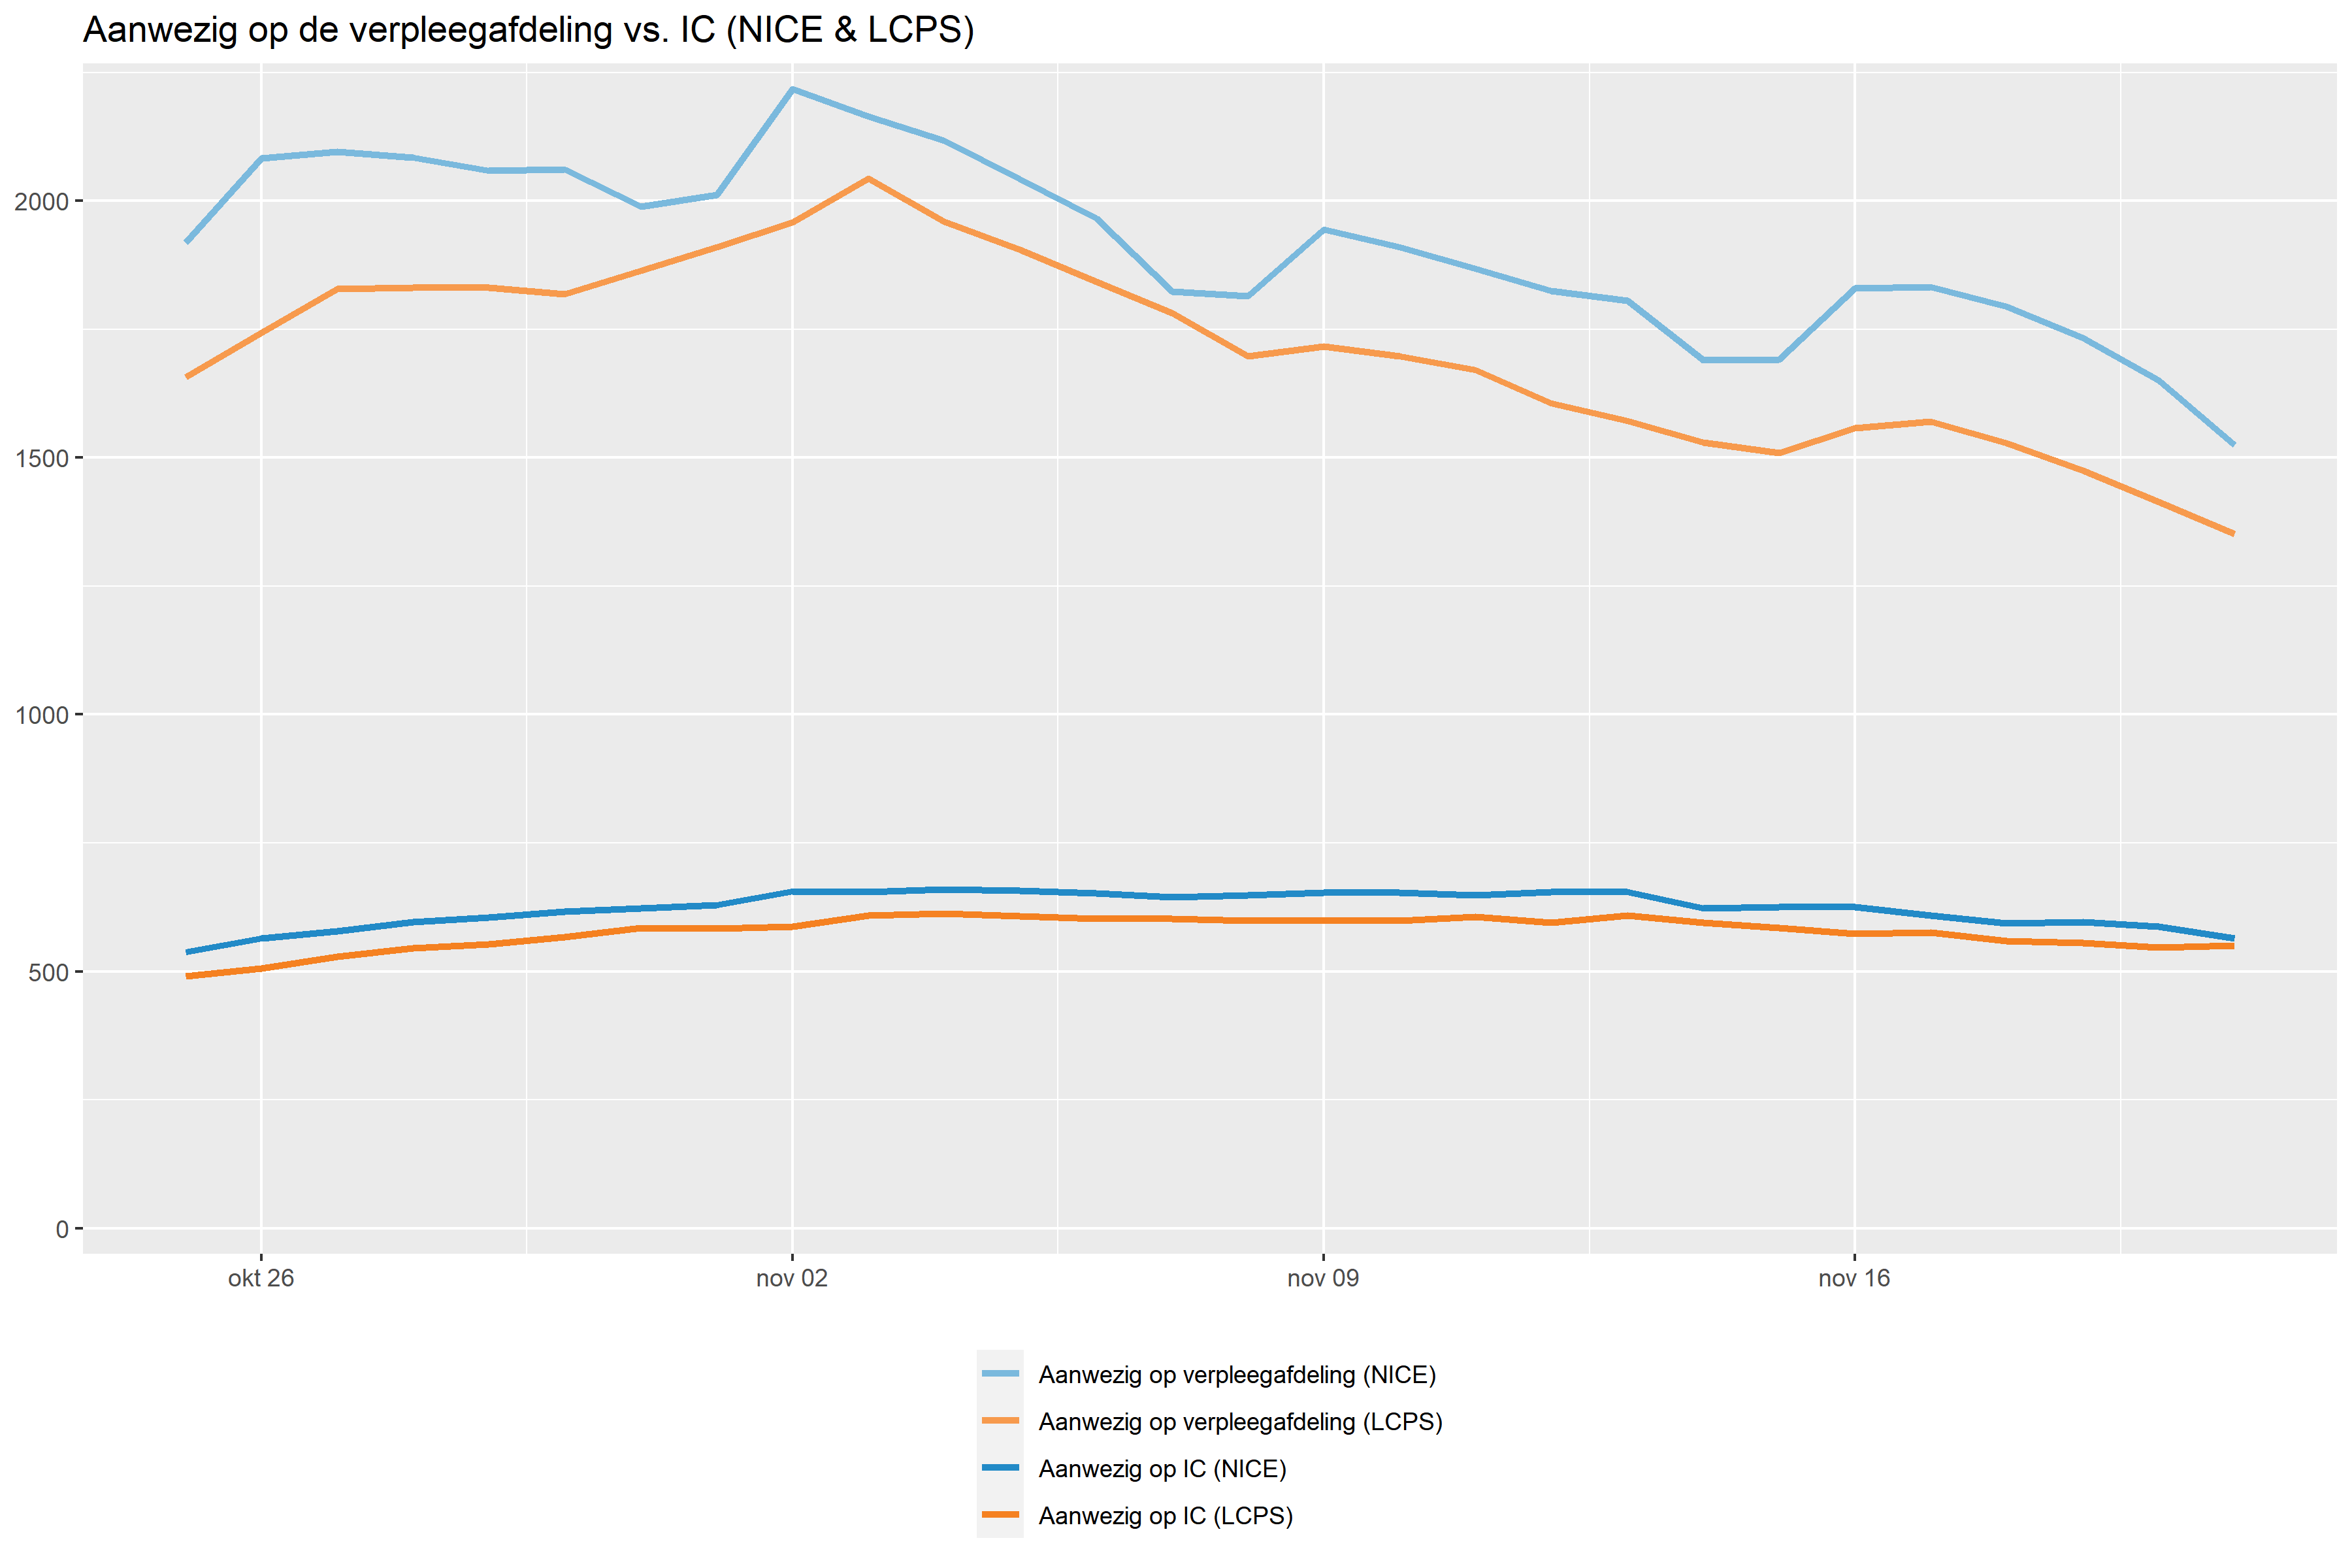 Aanwezig op de verpleegafdeling vs. IC (NICE & LCPS)
2000
1500
1000
500
0
okt 26 nov 02 nov 09 nov 16
Aanwezig op verpleegafdeling (NICE)
Aanwezig op verpleegafdeling (LCPS)
Aanwezig op IC (NICE)
Aanwezig op IC (LCPS)